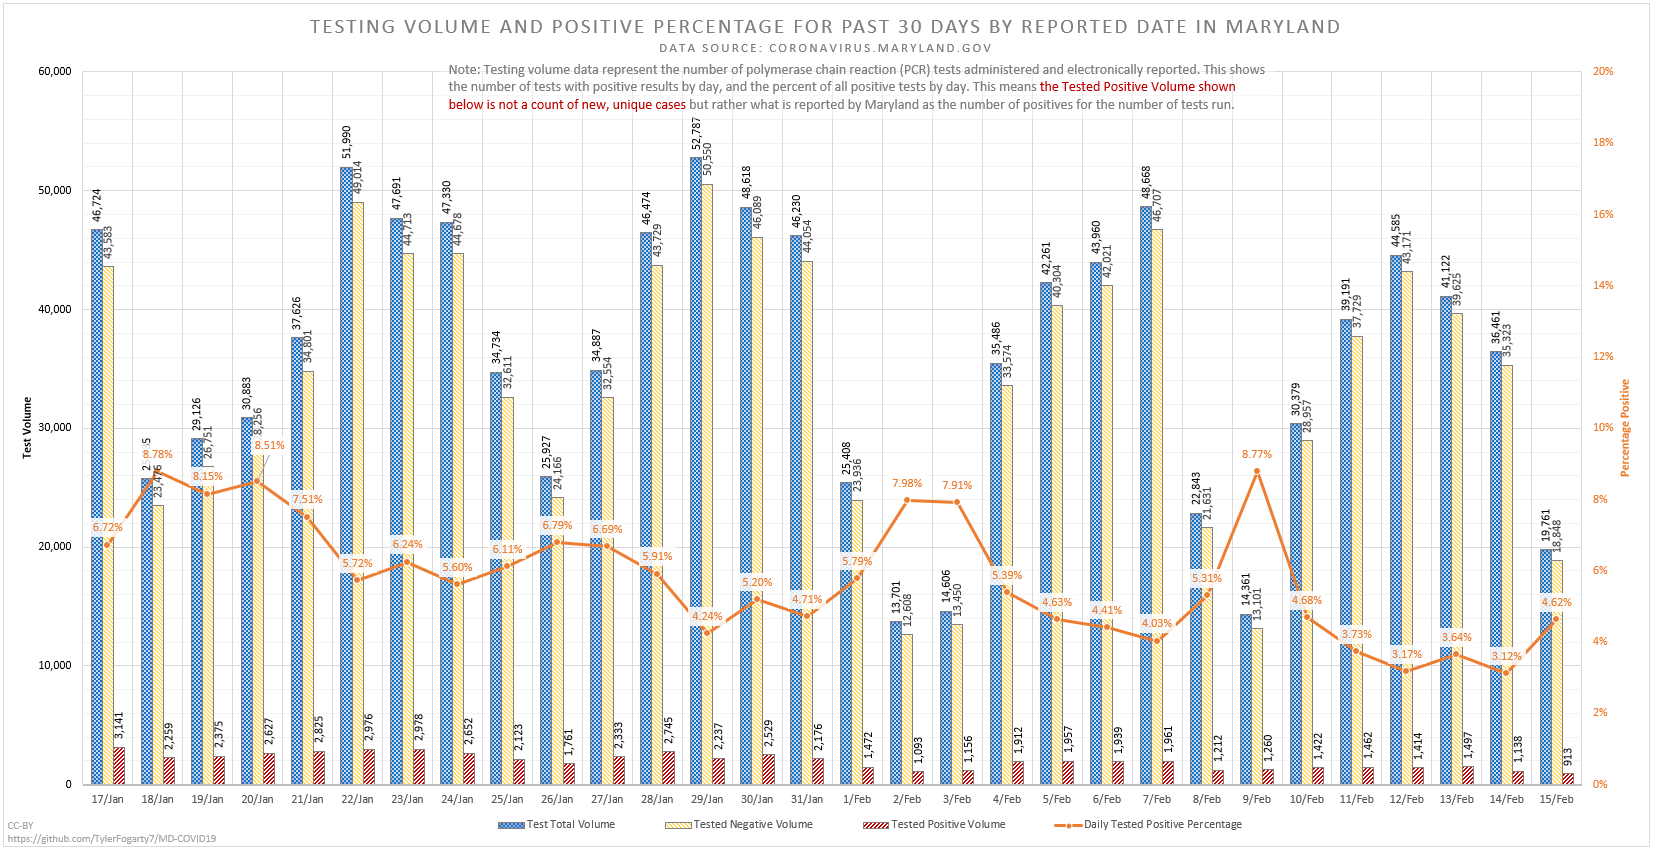 TESTING VOLUME AND POSITIVE PERCENTAGE FOR PAST 30 DAYS BY REPORTED DATE IN MARYLAND
DATA SOURCE: CORONAVIRUS.MARYLAND.GOV
Note: Testing volume data represent the number of polymerase chain reaction (PCR) tests administered and electronically reported. This shows
the number of tests with positive results by day, and the percent of all positive tests by day. This means the Tested Positive Volume shown
below is not a count of new, unique cases but rather what is reported by Maryland as the number of positives for the number of tests run.
Test Volume
60,000
50,000
40,000
30,000
20,000
10,000
0
Percentage Positive
20%
18%
16%
14%
12%
10%
8%
6%
4%
2%
0%
46,724 43,583 6.72% 3,141
23,476 8.78% 2,259
29,126 26,751 8.15% 2,375
30,883 8,256 8.51% 2,627
37,626 34,801 7.51% 2,825
51,990 49,014 5.72% 2,976
47,691 44,713 6.24% 2,978
47,330 44,678 5.60% 2,652
34,734 32,611 6.11% 2,123
25,927 24,166 6.79% 1,761
34,887 32,554 6.69% 2,333
46,474 43,729 5.91% 2,745
52,787 50,550 4.24% 2,237
48,618 46,089 5.20% 2,529
46,230 44,054 4.71% 2,176
25,408 23,936 5.79% 1,472
13,701 12,608 7.98% 1,093
14,606 13,450 7.91% 1,156
35,486 33,574 5.39% 1,912
42,261 40,304 4.63% 1,957
43,960 42,021 4.41% 1,939
48,668 46,707 4.03% 1,961
22,843 21,631 5.31% 1,212
14,361 13,101 8.77% 1,260
30,379 28,957 4.68% 1,422
39,191 37,729 3.73% 1,462
44,585 43,171 3.17% 1,414
41,122 39,625 3.64% 1,497
36,461 35,323 3.12% 1,138
19,761 18,848 4.62% 913
17/Jan 18/Jan 19/Jan 20/Jan 21/Jan 22/Jan 23/Jan 24/Jan 25/Jan 26/Jan 27/Jan 28/Jan 29/Jan 30/Jan 31/Jan 1/Feb 2/Feb 3/Feb 4/Feb 5/Feb 6/Feb 7/Feb 8/Feb 9/Feb 10/Feb 11/Feb 12/Feb 13/Feb 14/Feb 15/Feb
Test Total Volume Tested Negative Volume Tested Positive Volume Daily Tested Positive Percentage
CC-BY
https://github.com/TylerFogarty7/MD-COVID19